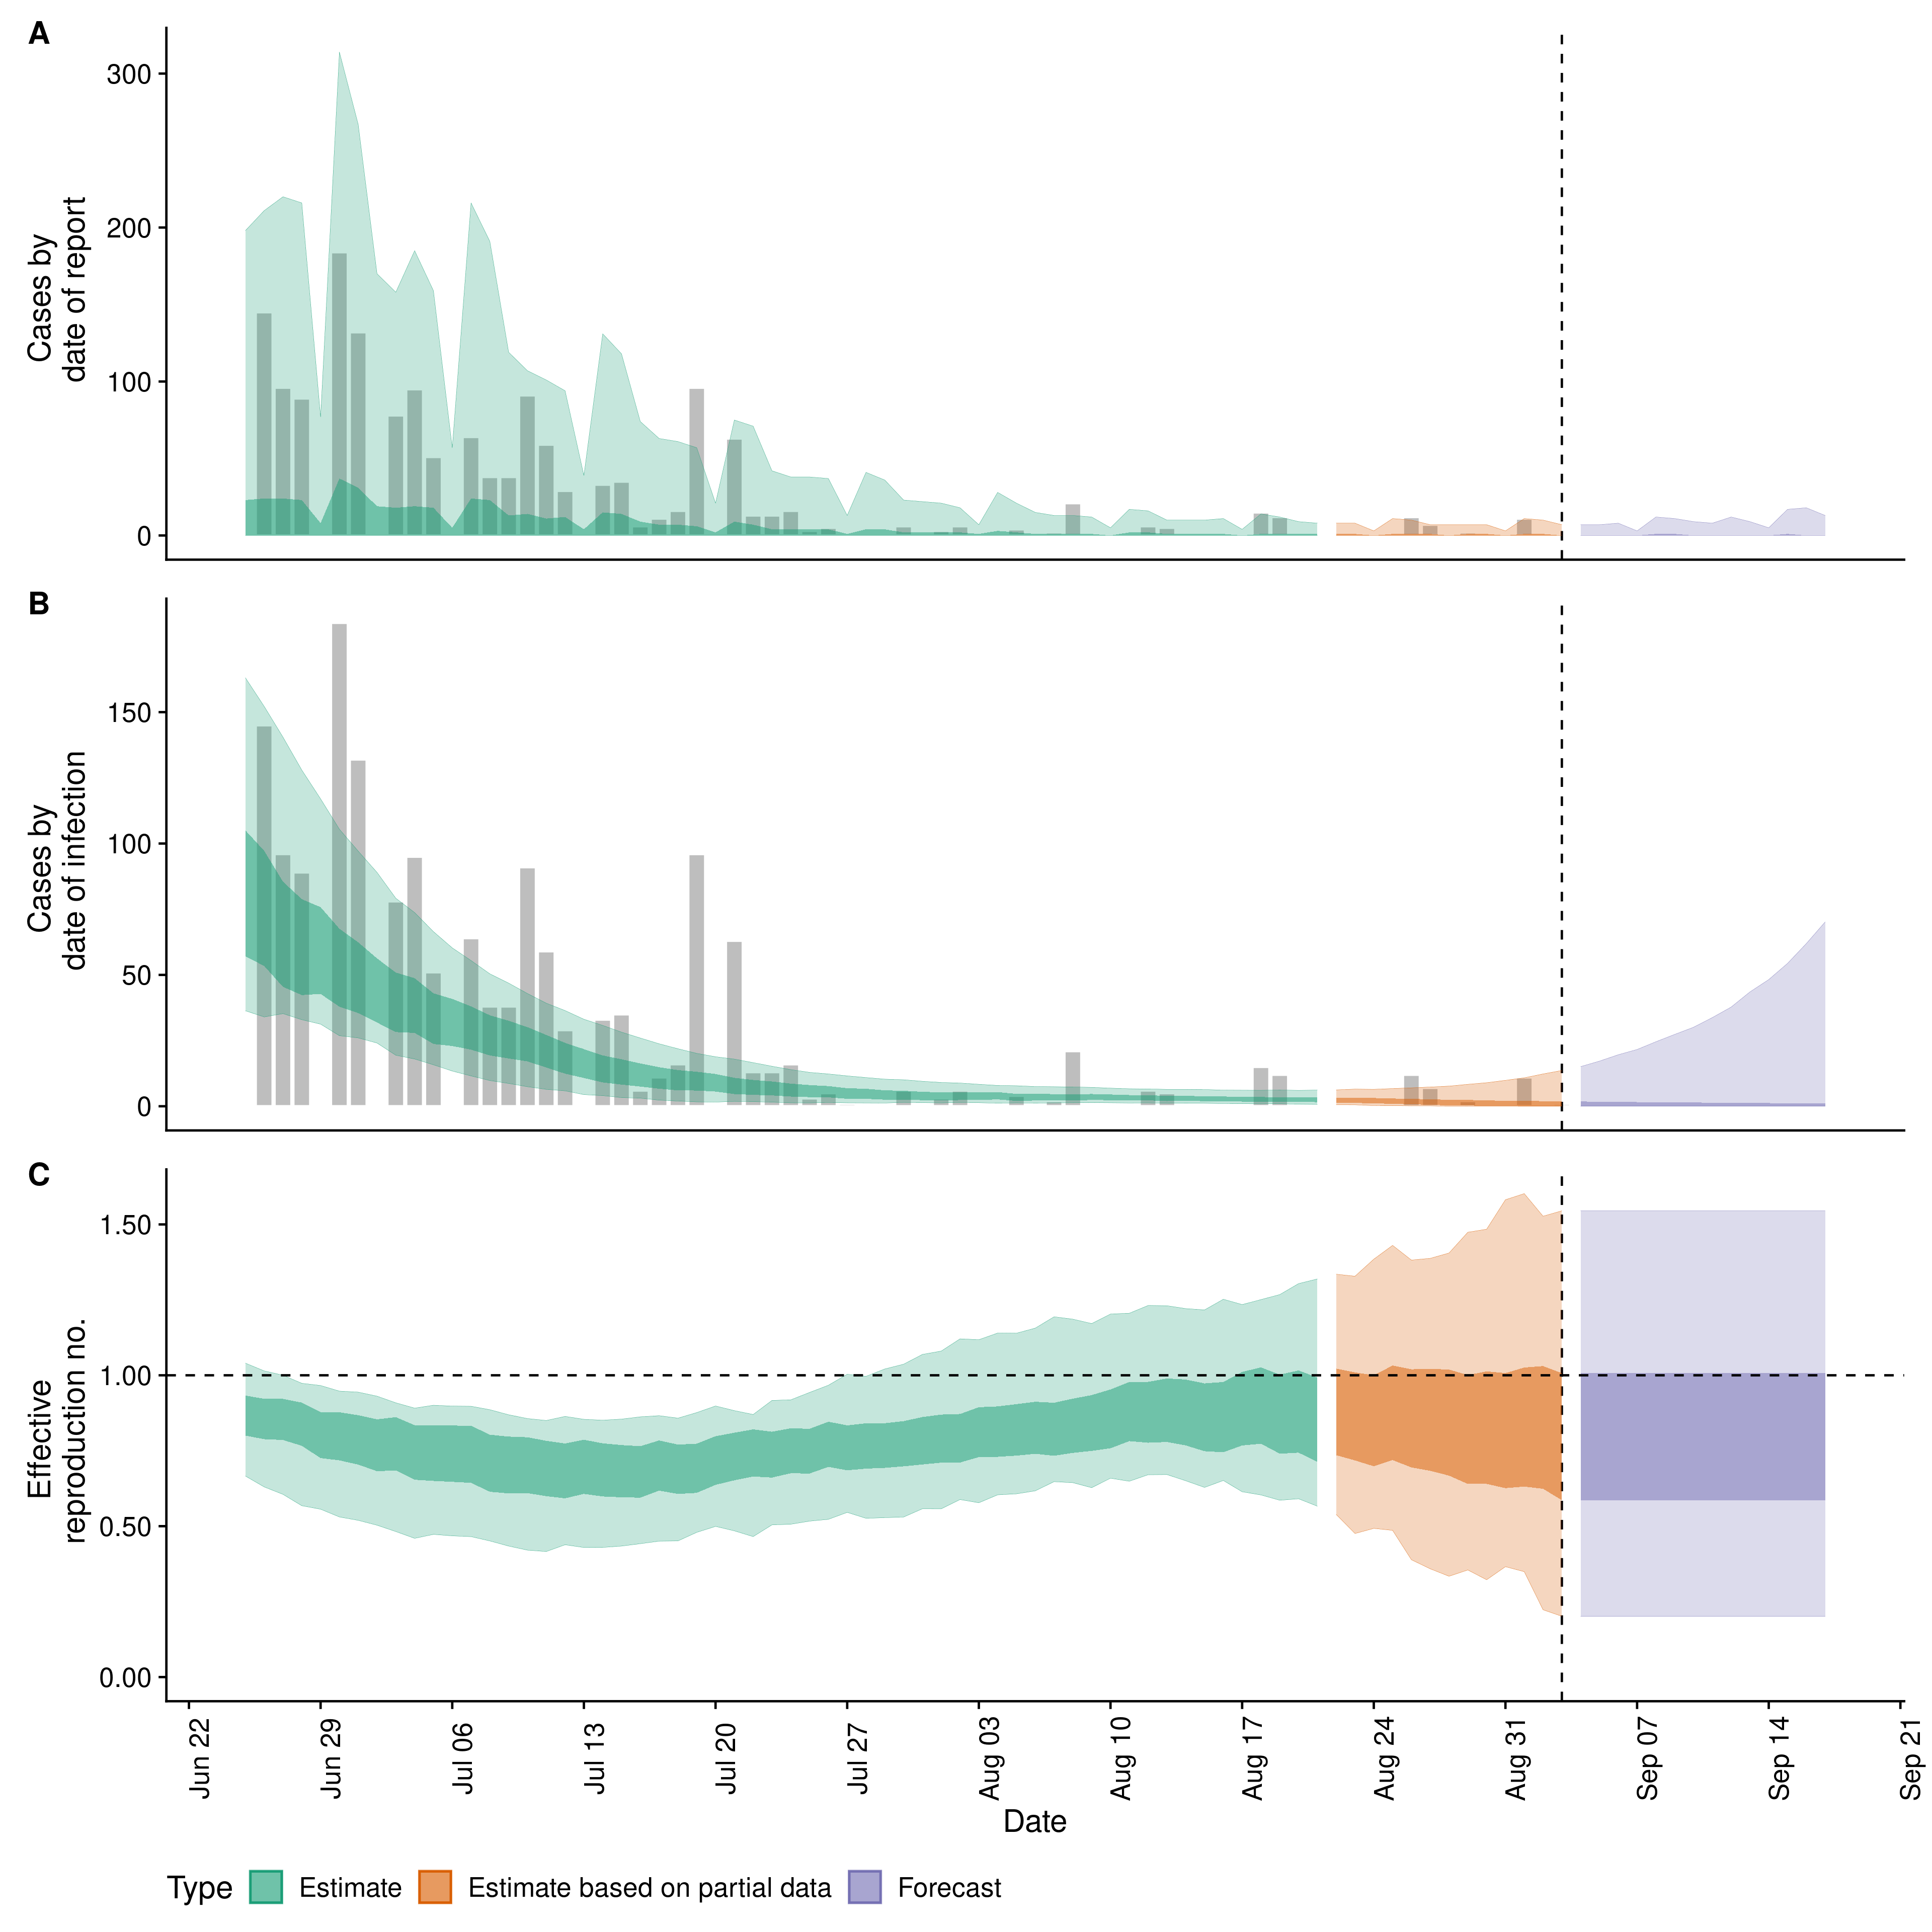 A
Cases by
date of report
300
200
100
0
B
Cases by
date of infection
150
100
50
0
C
Effective
reproduction no.
1.50
1.00
0.50
0.00
Jun 22
Jun 29
Jul 06
Jul 13
Jul 20
Jul 27
Aug 03
Aug 10
Aug 17
Aug 24
Aug 31
Sep 07
Sep 14
Sep 21
Date
Type Estimate Estimate based on partial data Forecast